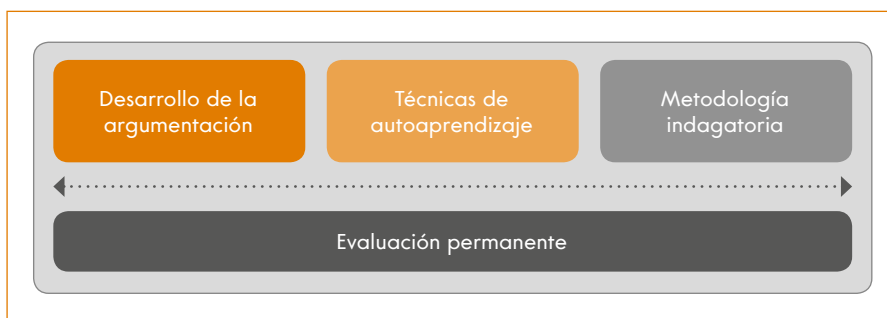 Desarrollo de la
argumentación
Técnicas de
autoaprendizaje
Metodología
indagatoria
Evaluación permanente